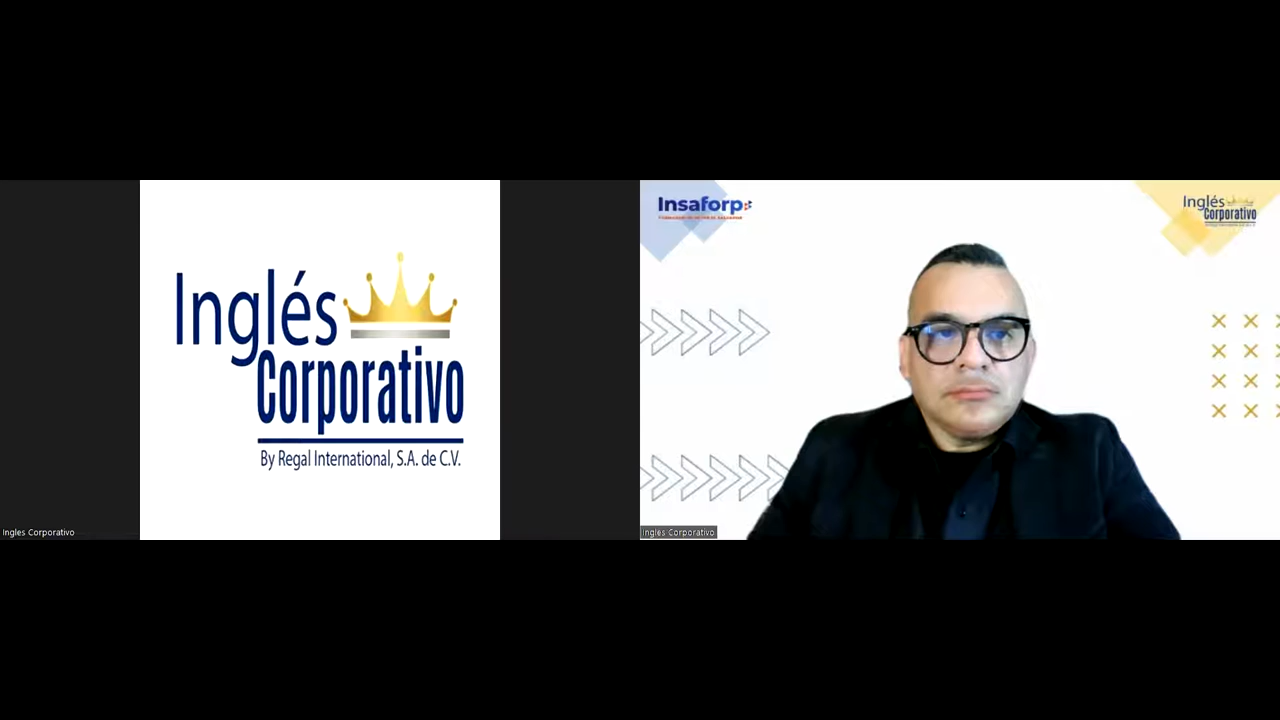 Inglés
Corporativo
By Regal International, S.A. de C.V.
Ingles Corporativo
Insaforp
Inglés
Corporativo
Ingles Corporativo